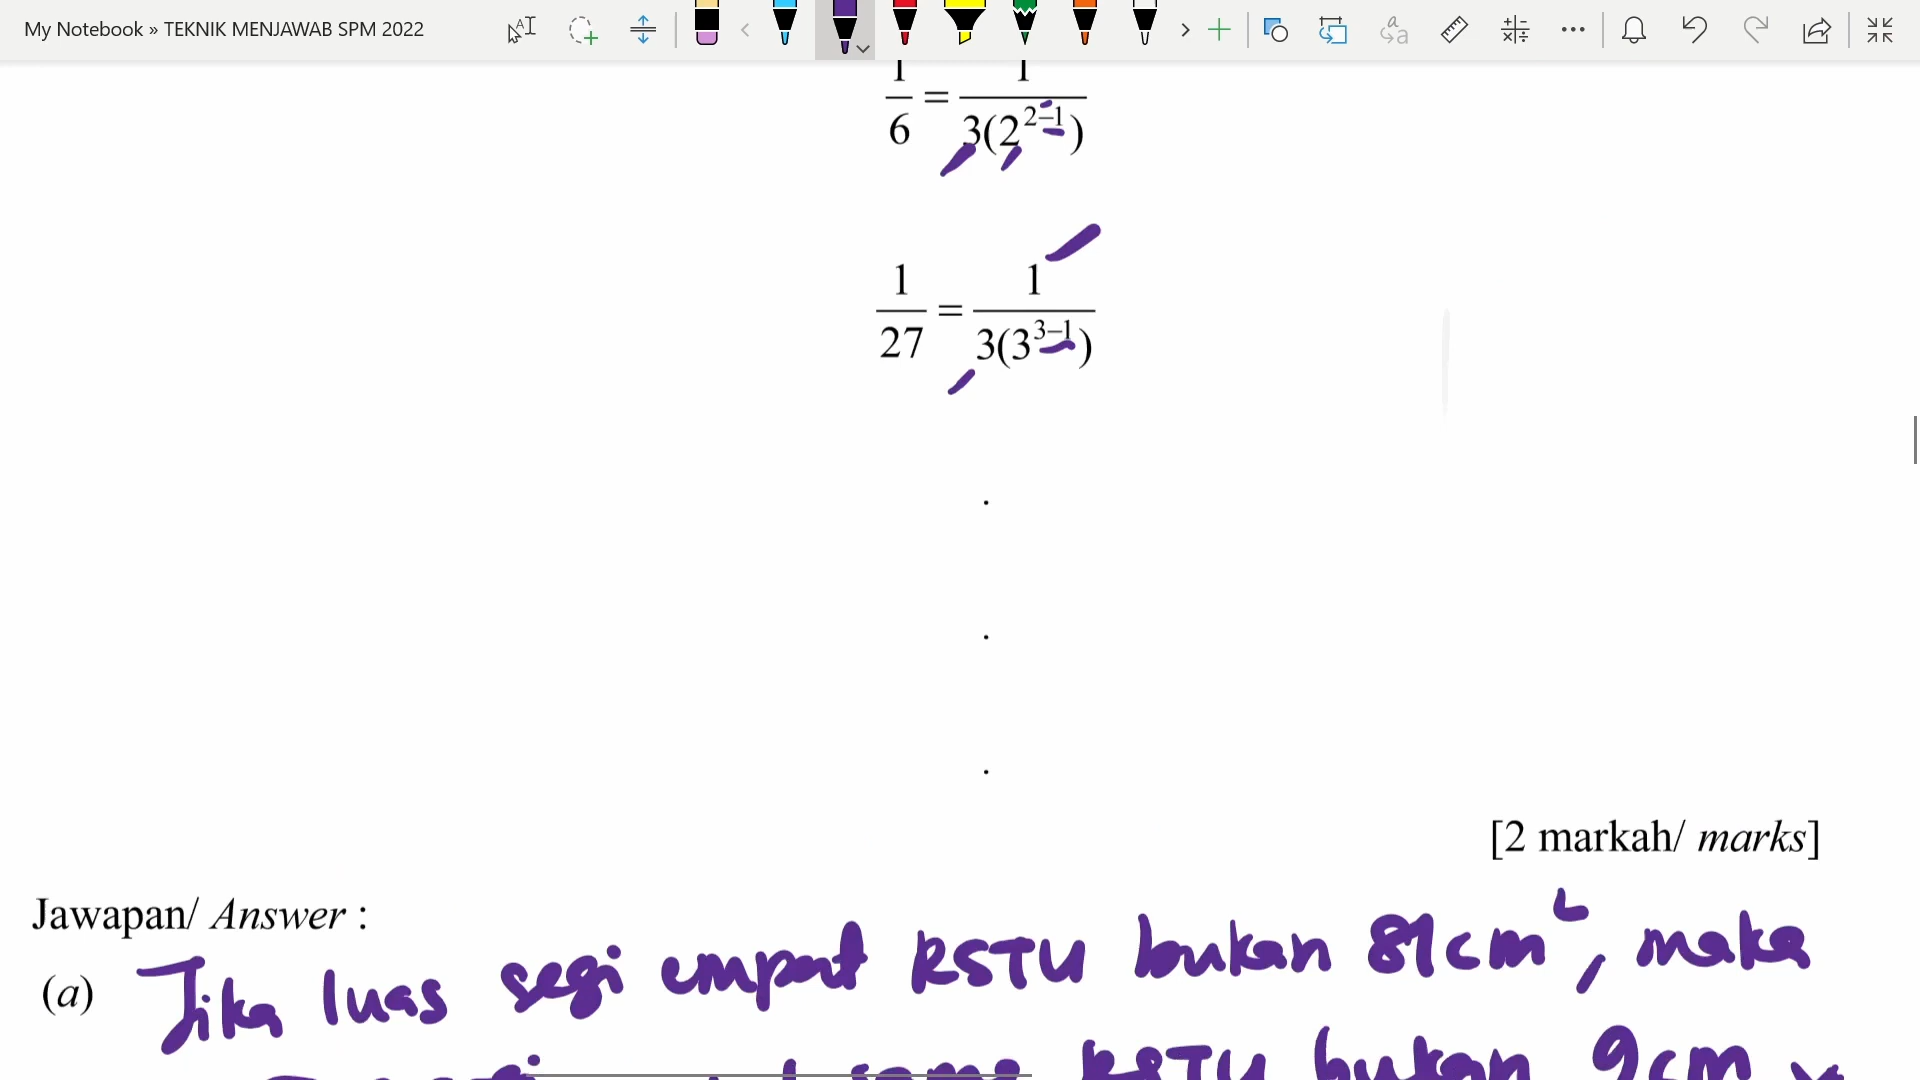 My Notebook » TEKNIK MENJAWAB SPM 2022
1/6 = 1/3(2^{2–1})
1/27 = 1/3(3^{3–1})
.
.
.
[2 markah/ marks]
Jawapan/ Answer :
(a) Jika luas segi empat RSTU bukan 81cm², maka
RSTU bukan 9cm